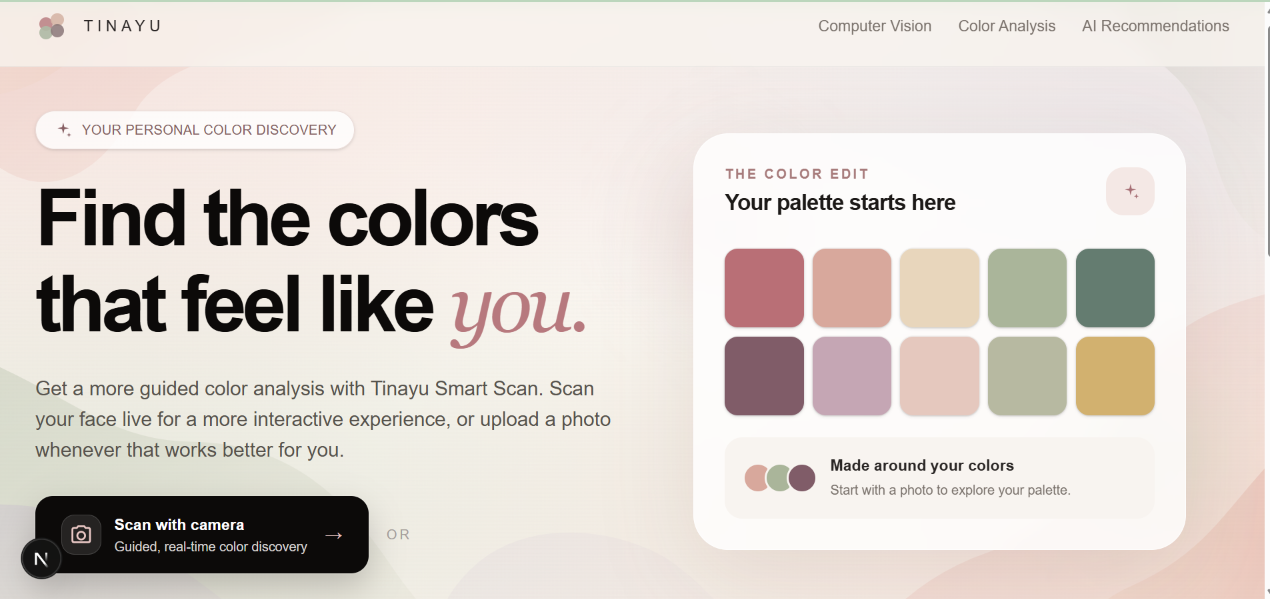 TINAYU
Computer Vision
Color Analysis
AI Recommendations
YOUR PERSONAL COLOR DISCOVERY
Find the colors
that feel like you.
Get a more guided color analysis with Tinayu Smart Scan. Scan
your face live for a more interactive experience, or upload a photo
whenever that works better for you.
Scan with camera
Guided, real-time color discovery
→
OR
N
THE COLOR EDIT
Your palette starts here
Made around your colors
Start with a photo to explore your palette.